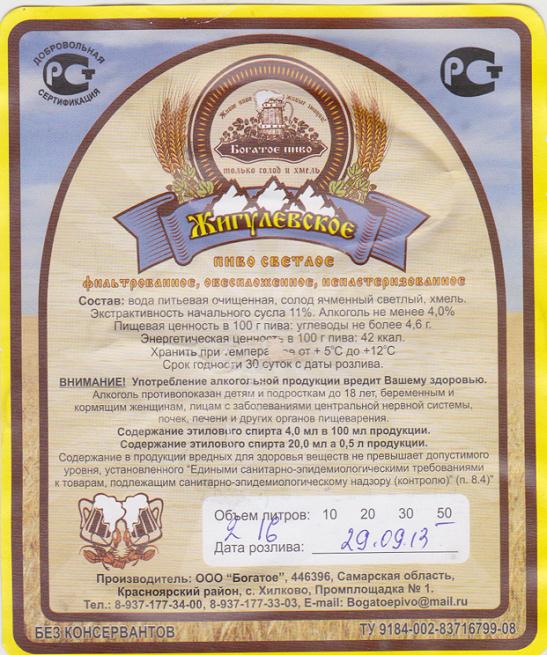 ДОБРОВОЛЬНАЯ
РСТ
СЕРТИФИКАЦИЯ
РСТ
Богатое пиво
только солод и хмель
Жигулевское
пиво светлое
фильтрованное, обеспложенное, непастеризованное
Состав: вода питьевая очищенная, солод ячменный светлый, хмель.
Экстрактивность начального сусла 11%. Алкоголь не менее 4,0%
Пищевая ценность в 100 г пива: углеводы не более 4,6 г.
Энергетическая ценность в 100 г пива: 42 ккал.
Хранить при от + 5°С до +12°С
Срок годности 30 суток с даты розлива.
ВНИМАНИЕ! Употребление алкогольной продукции вредит Вашему здоровью.
Алкоголь противопоказан детям и подросткам до 18 лет, беременным и
кормящим женщинам, лицам с заболеваниями центральной нервной системы,
почек, печени и других органов пищеварения.
Содержание этилового спирта 4,0 мл в 100 мл продукции.
Содержание этилового спирта 20,0 мл а 0,5 л продукции.
Содержание в продукции вредных для здоровья веществ не превышает допустимого
уровня, установленного "Едиными санитарно-эпидемиологическими требованиями
к товарам, подлежащим санитарно-эпидемиологическому надзору (контролю)" (п. 8.4)"
Объем литров: 10 20 30 50
Дата розлива: 29.09.13
Производитель: ООО "Богатое", 446396, Самарская область,
Красноярский район, с. Хилково, Промплощадка № 1.
Тел.: 8-937-177-34-00, 8-937-177-33-03, E-mail: Bogatoepivo@mail.ru
БЕЗ КОНСЕРВАНТОВ
ТУ 9184-002-83716799-08